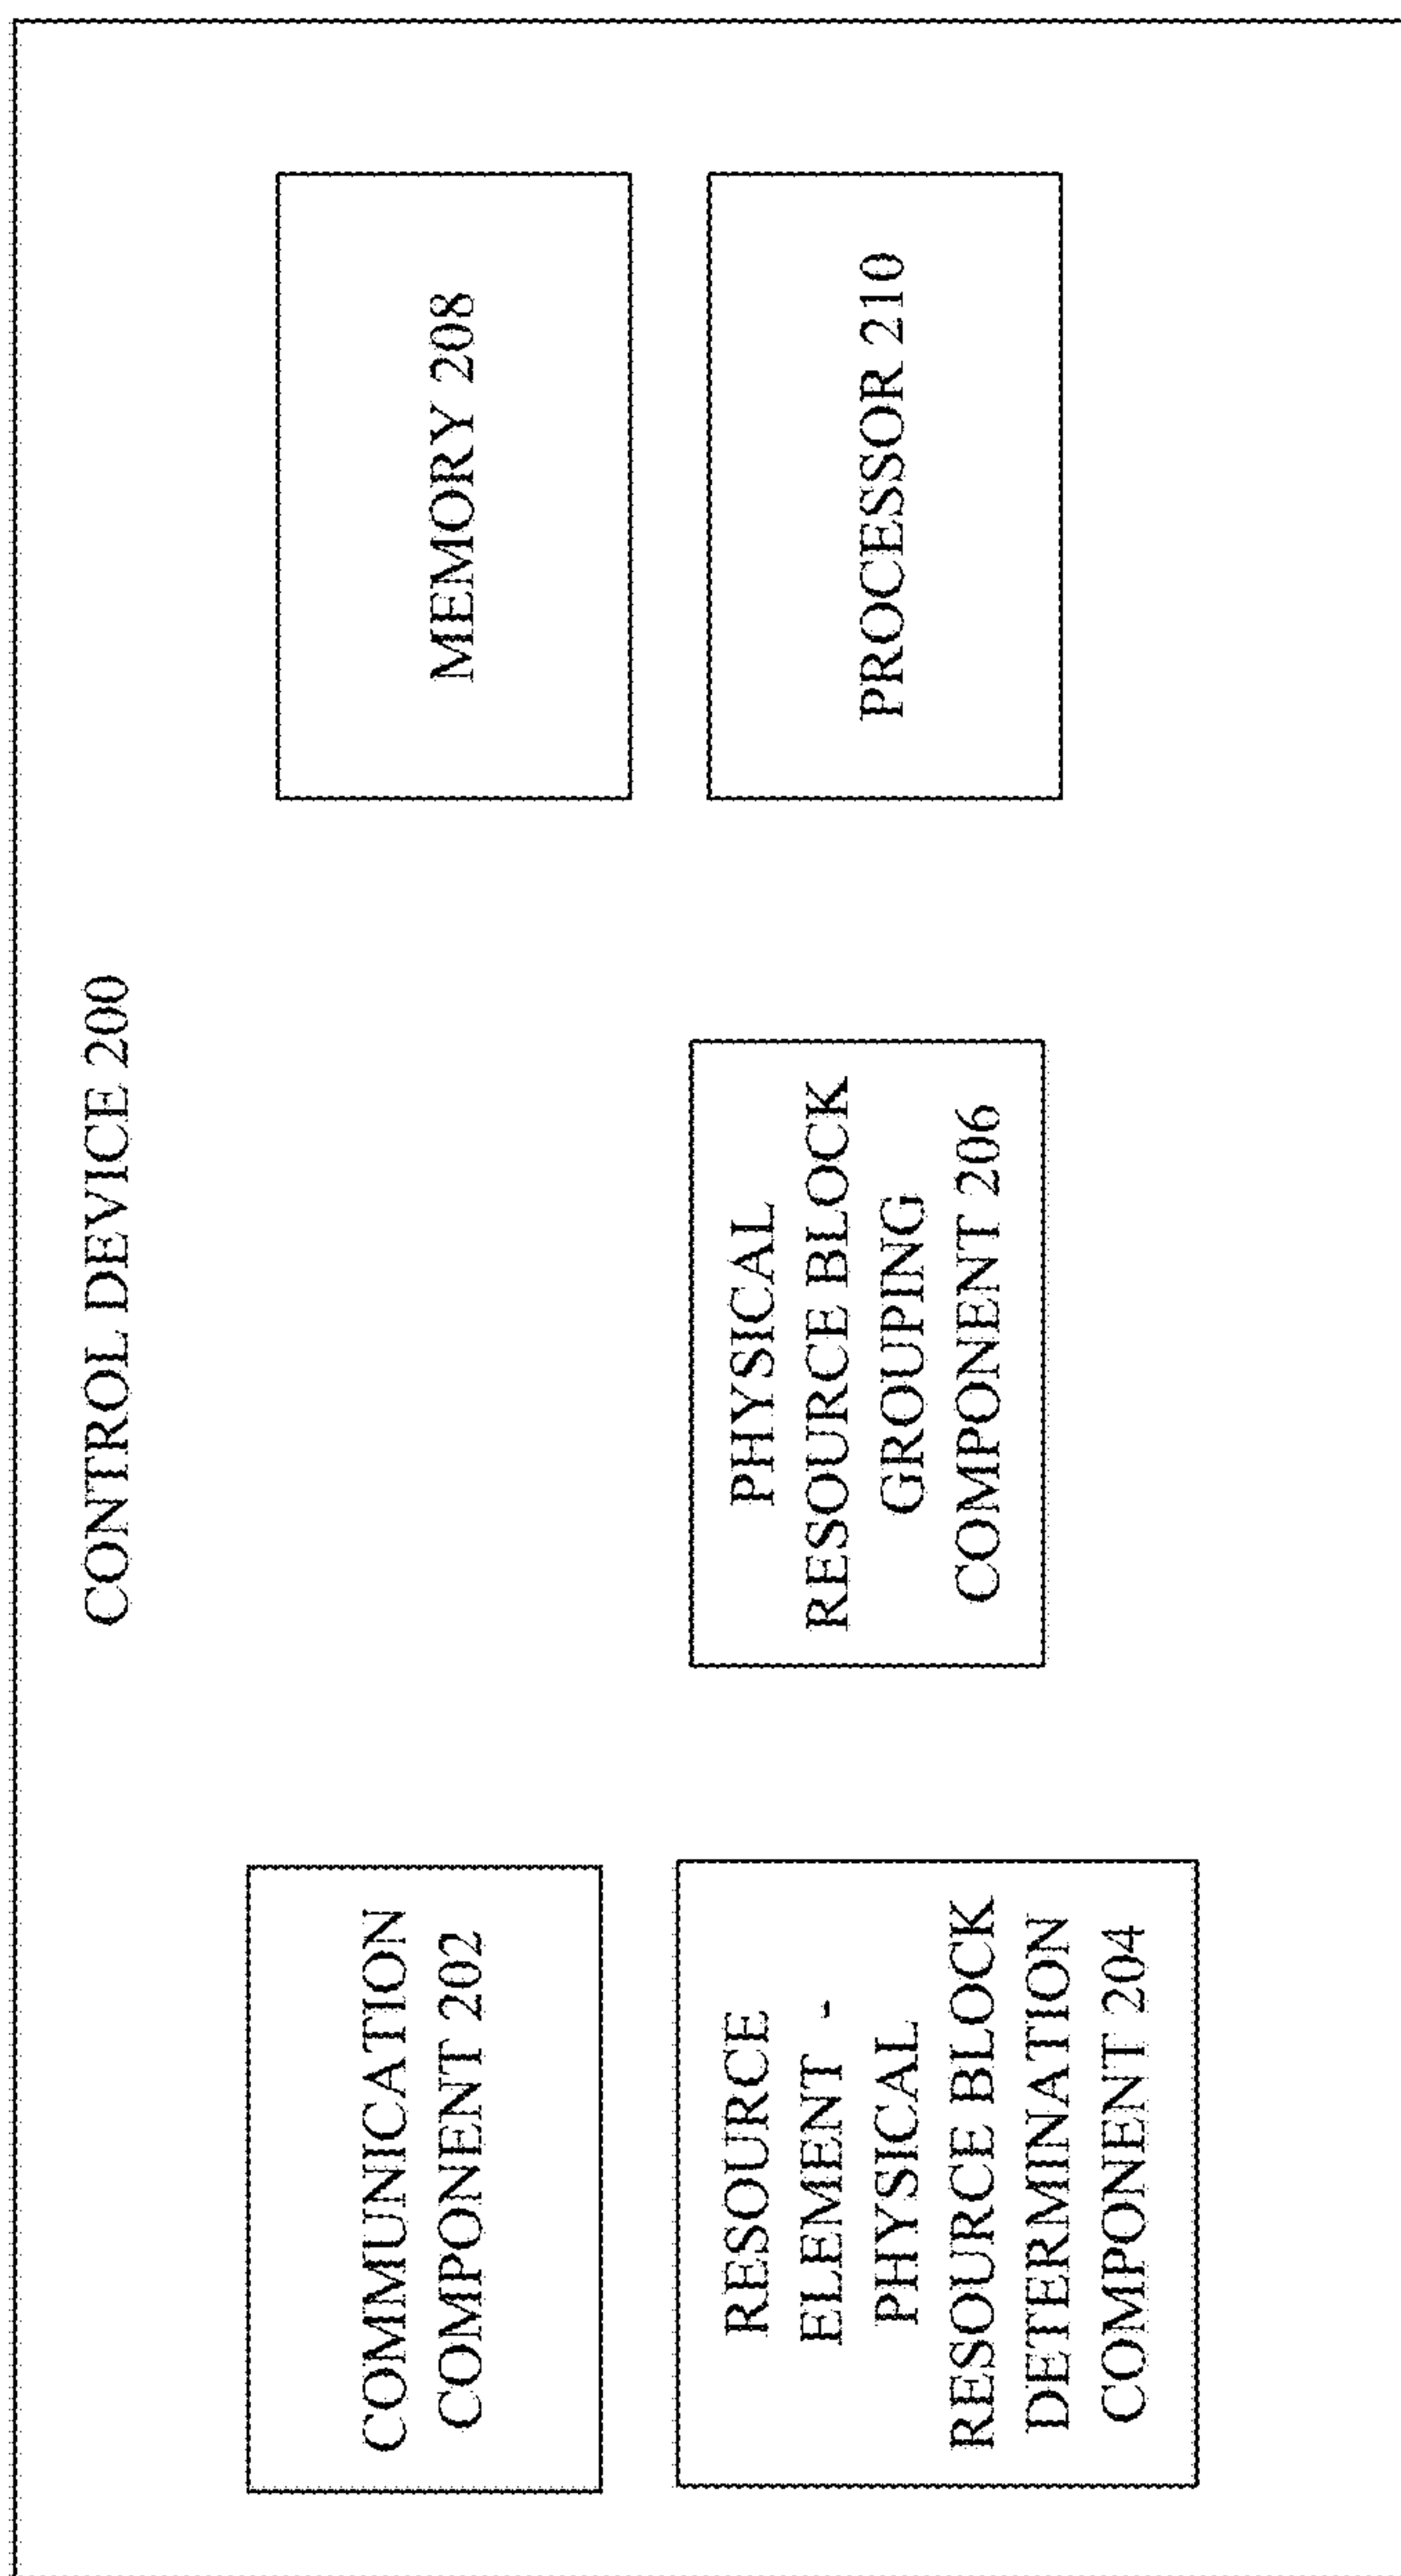 CONTROL DEVICE 200
COMMUNICATION
COMPONENT 202
MEMORY 208
RESOURCE
ELEMENT -
PHYSICAL
RESOURCE BLOCK
DETERMINATION
COMPONENT 204
PHYSICAL
RESOURCE BLOCK
GROUPING
COMPONENT 206
PROCESSOR 210